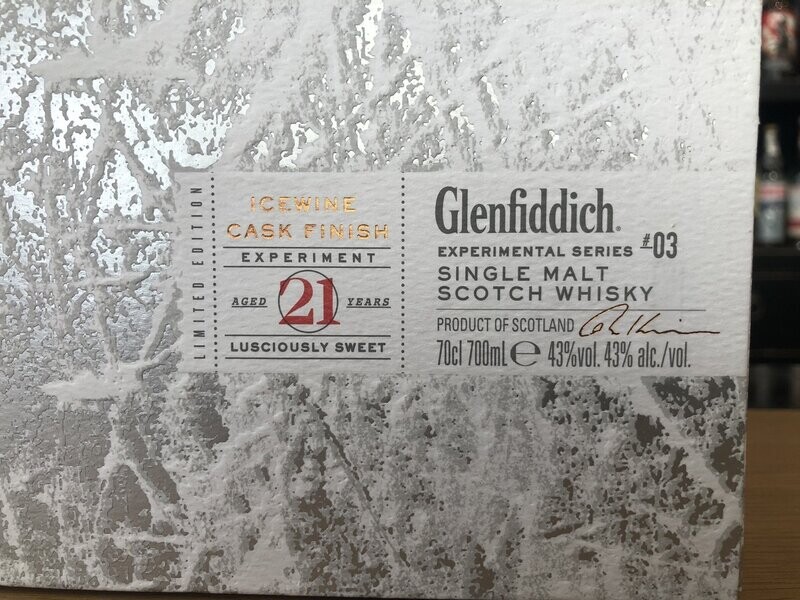 LIMITED EDITION
ICEWINE
CASK FINISH
EXPERIMENT
AGED 21 YEARS
LUSCIOUSLY SWEET
Glenfiddich®
EXPERIMENTAL SERIES #03
SINGLE MALT
SCOTCH WHISKY
PRODUCT OF SCOTLAND
70cl 700ml ℮ 43%vol. 43% alc./vol.